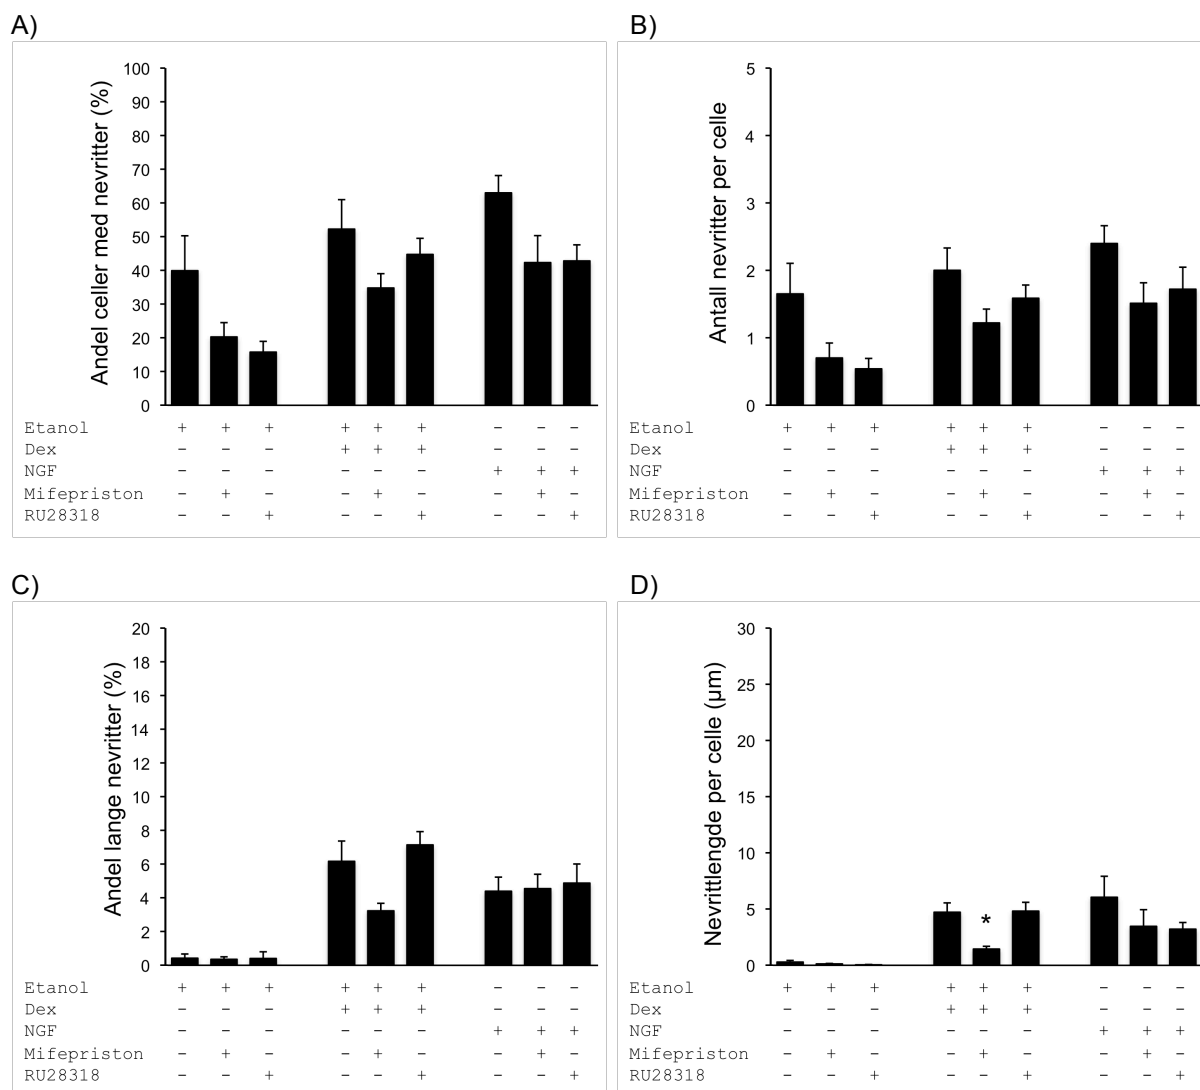 A)
Andel celler med nevritter (%)
100
90
80
70
60
50
40
30
20
10
0
Etanol + + + + + + − − −
Dex − − − + + + − − −
NGF − − − − − − + + +
Mifepriston − + − − + − − + −
RU28318 − − + − − + − − +
B)
Antall nevritter per celle
5
4
3
2
1
0
Etanol + + + + + + − − −
Dex − − − + + + − − −
NGF − − − − − − + + +
Mifepriston − + − − + − − + −
RU28318 − − + − − + − − +
C)
Andel lange nevritter (%)
20
18
16
14
12
10
8
6
4
2
0
Etanol + + + + + + − − −
Dex − − − + + + − − −
NGF − − − − − − + + +
Mifepriston − + − − + − − + −
RU28318 − − + − − + − − +
D)
Nevrittlengde per celle (µm)
30
25
20
15
10
5
0
*
Etanol + + + + + + − − −
Dex − − − + + + − − −
NGF − − − − − − + + +
Mifepriston − + − − + − − + −
RU28318 − − + − − + − − +